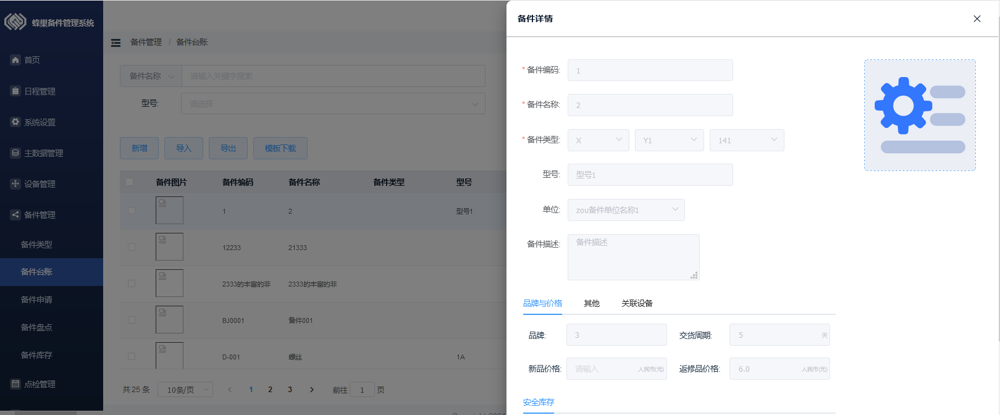 蜂巢备件管理系统
首页
日程管理
系统设置
主数据管理
设备管理
备件管理
备件类型
备件台账
备件申请
备件盘点
备件库存
点检管理
备件管理 / 备件台账
备件名称 请输入关键字搜索
型号: 请选择
新增 导入 导出 模板下载
备件图片 备件编码 备件名称 备件类型 型号
1 2 型号1
12233 21333
2333的丰富的非 2333的丰富的非
BJ0001 备件001
D-001 螺丝 1A
共 25 条 10条/页 1 2 3 前往 1 页
备件详情
* 备件编码: 1
* 备件名称: 2
* 备件类型: X Y1 141
型号: 型号1
单位: zou备件单位名称1
备件描述: 备件描述
品牌与价格 其他 关联设备
品牌: 3 交货周期: 5 天
新品价格: 请输入 人民币(元) 返修品价格: 6.0 人民币(元)
安全库存